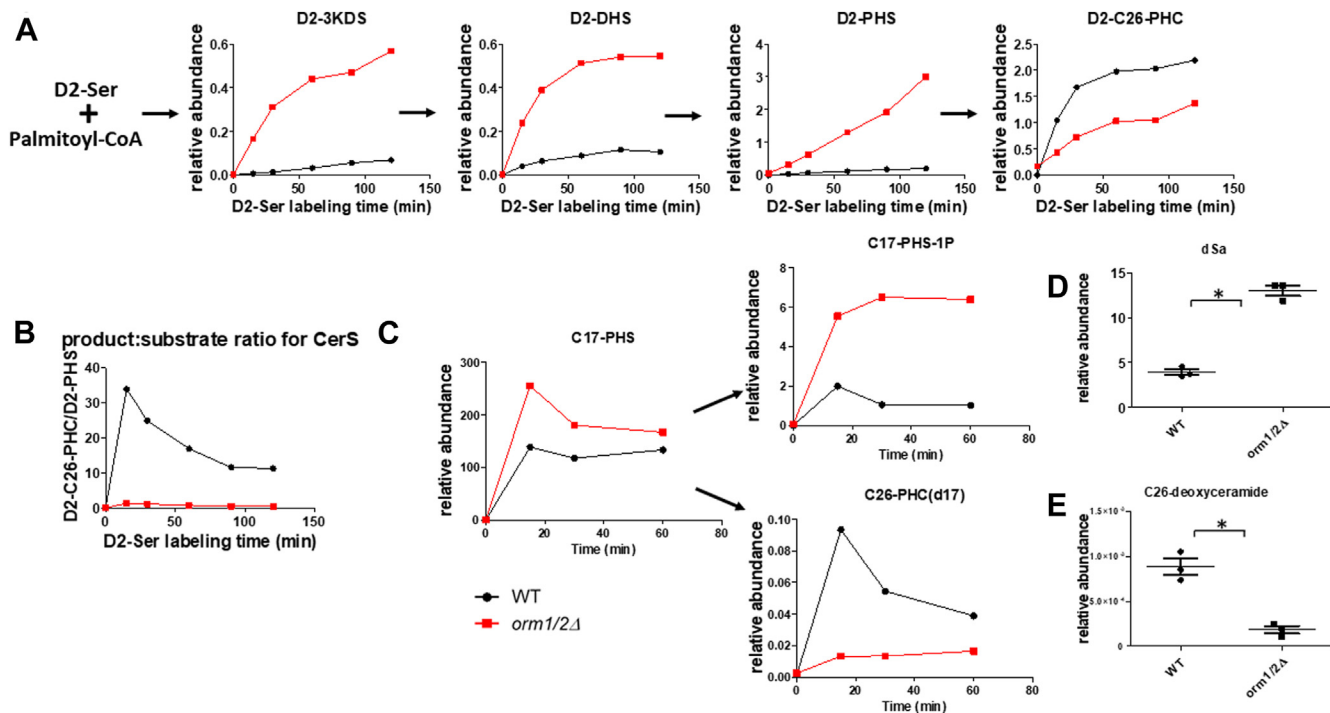 A
D2-Ser
+
Palmitoyl-CoA
D2-3KDS
relative abundance
0.6
0.4
0.2
0.0
0 50 100 150
D2-Ser labeling time (min)
D2-DHS
relative abundance
0.6
0.4
0.2
0.0
0 50 100 150
D2-Ser labeling time (min)
D2-PHS
relative abundance
4
3
2
1
0
0 50 100 150
D2-Ser labeling time (min)
D2-C26-PHC
relative abundance
2.5
2.0
1.5
1.0
0.5
0.0
0 50 100 150
D2-Ser labeling time (min)
B
product:substrate ratio for CerS
D2-C26-PHC/D2-PHS
40
30
20
10
0
0 50 100 150
D2-Ser labeling time (min)
C
C17-PHS
relative abundance
300
200
100
0
0 20 40 60 80
Time (min)
WT
orm1/2Δ
C17-PHS-1P
relative abundance
8
6
4
2
0
0 20 40 60 80
Time (min)
C26-PHC(d17)
relative abundance
0.10
0.08
0.06
0.04
0.02
0.00
0 20 40 60 80
Time (min)
D
dSa
relative abundance
15
10
5
0
*
WT
orm1/2Δ
E
C26-deoxyceramide
relative abundance
*
0
WT
orm1/2Δ